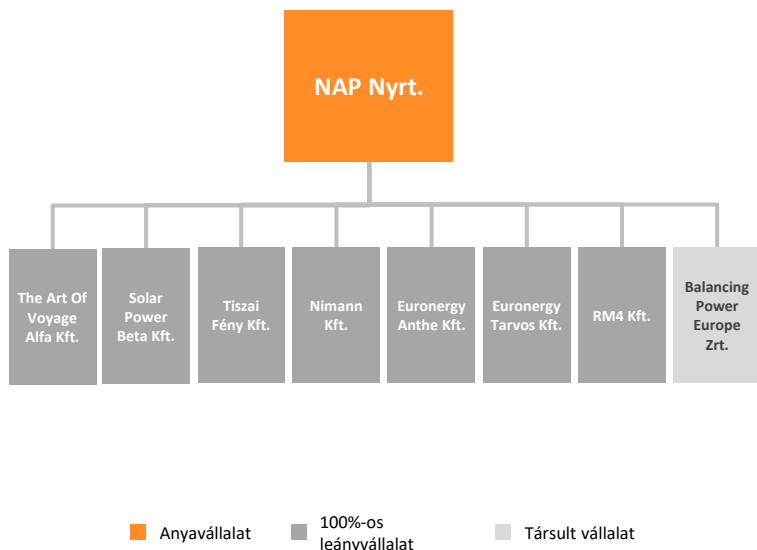 NAP Nyrt.
The Art Of
Voyage
Alfa Kft.
Solar
Power
Beta Kft.
Tiszai
Fény Kft.
Nimann
Kft.
Euronergy
Anthe Kft.
Euronergy
Tarvos Kft.
RM4 Kft.
Balancing
Power
Europe
Zrt.
Anyavállalat
100%-os
leányvállalat
Társult vállalat